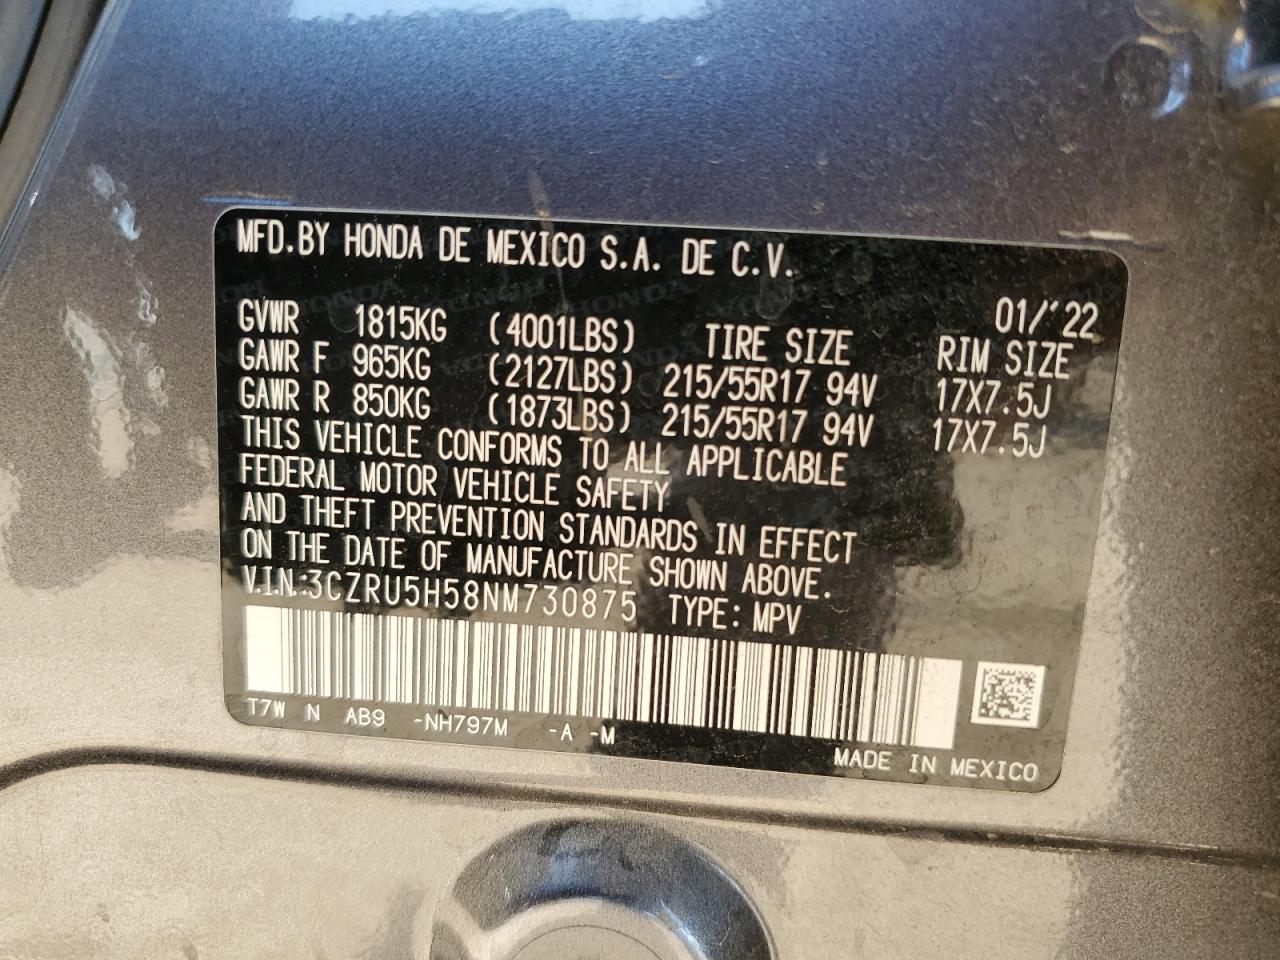 MFD.BY HONDA DE MEXICO S.A. DE C.V.
01/'22
GVWR 1815KG (4001LBS) TIRE SIZE RIM SIZE
GAWR F 965KG (2127LBS) 215/55R17 94V 17X7.5J
GAWR R 850KG (1873LBS) 215/55R17 94V 17X7.5J
THIS VEHICLE CONFORMS TO ALL APPLICABLE
FEDERAL MOTOR VEHICLE SAFETY
AND THEFT PREVENTION STANDARDS IN EFFECT
ON THE DATE OF MANUFACTURE SHOWN ABOVE.
V.I.N.:3CZRU5H58NM730875 TYPE: MPV
T7W N AB9 -NH797M -A -M
MADE IN MEXICO